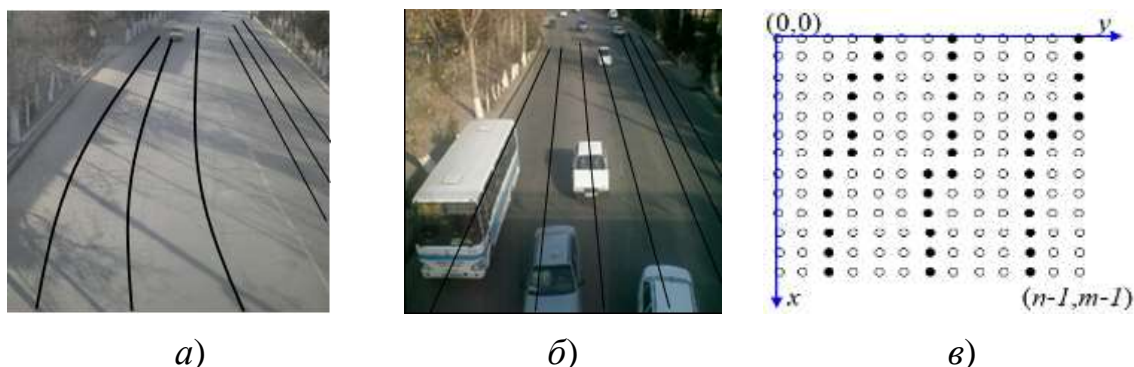 (0,0)
y
x
(n-1,m-1)
а)
б)
в)